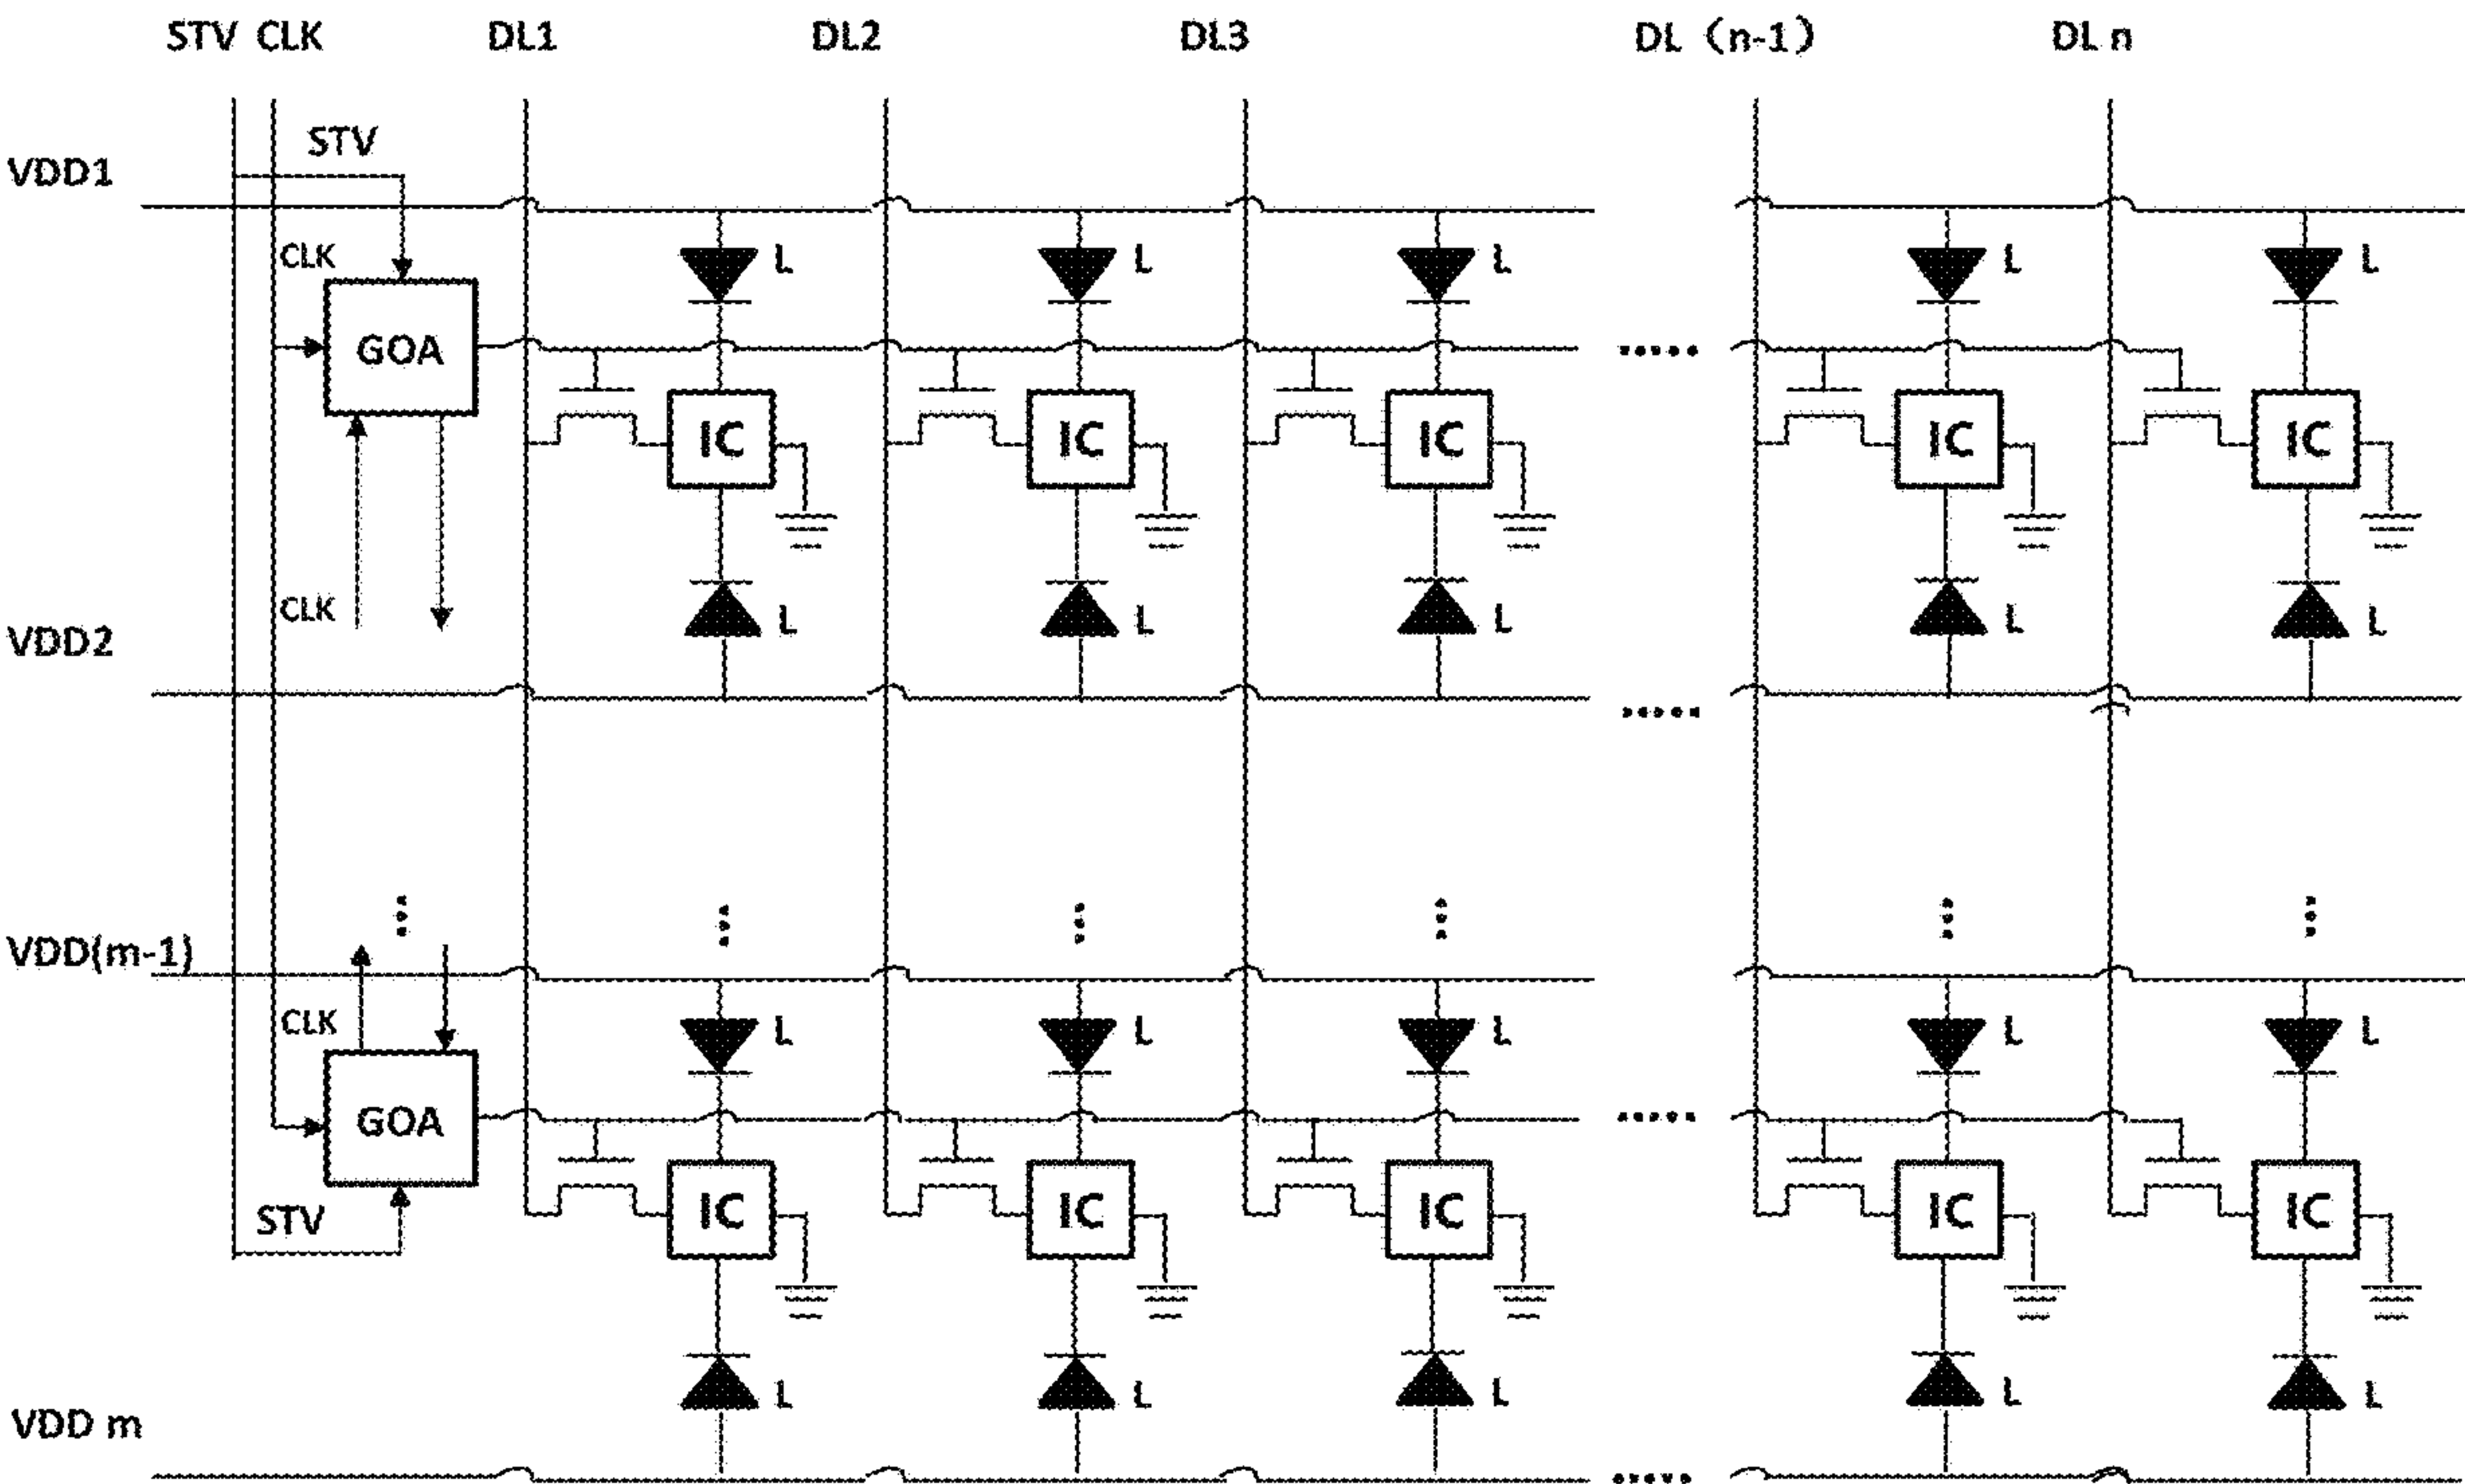 STV CLK DL1 DL2 DL3 DL（n-1） DL n
STV
VDD1
CLK L L L L L
GOA .....
IC IC IC IC IC
CLK L L L L L
VDD2
.....
VDD(m-1)
CLK L L L L L
GOA .....
STV IC IC IC IC IC
L L L L L
VDD m
.....